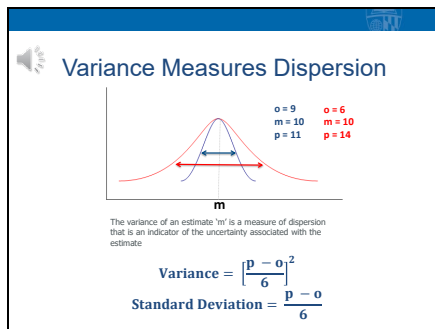 Variance Measures Dispersion
o = 9 o = 6
m = 10 m = 10
p = 11 p = 14
m
The variance of an estimate 'm' is a measure of dispersion
that is an indicator of the uncertainty associated with the
estimate
Variance = [p − o / 6]²
Standard Deviation = p − o / 6